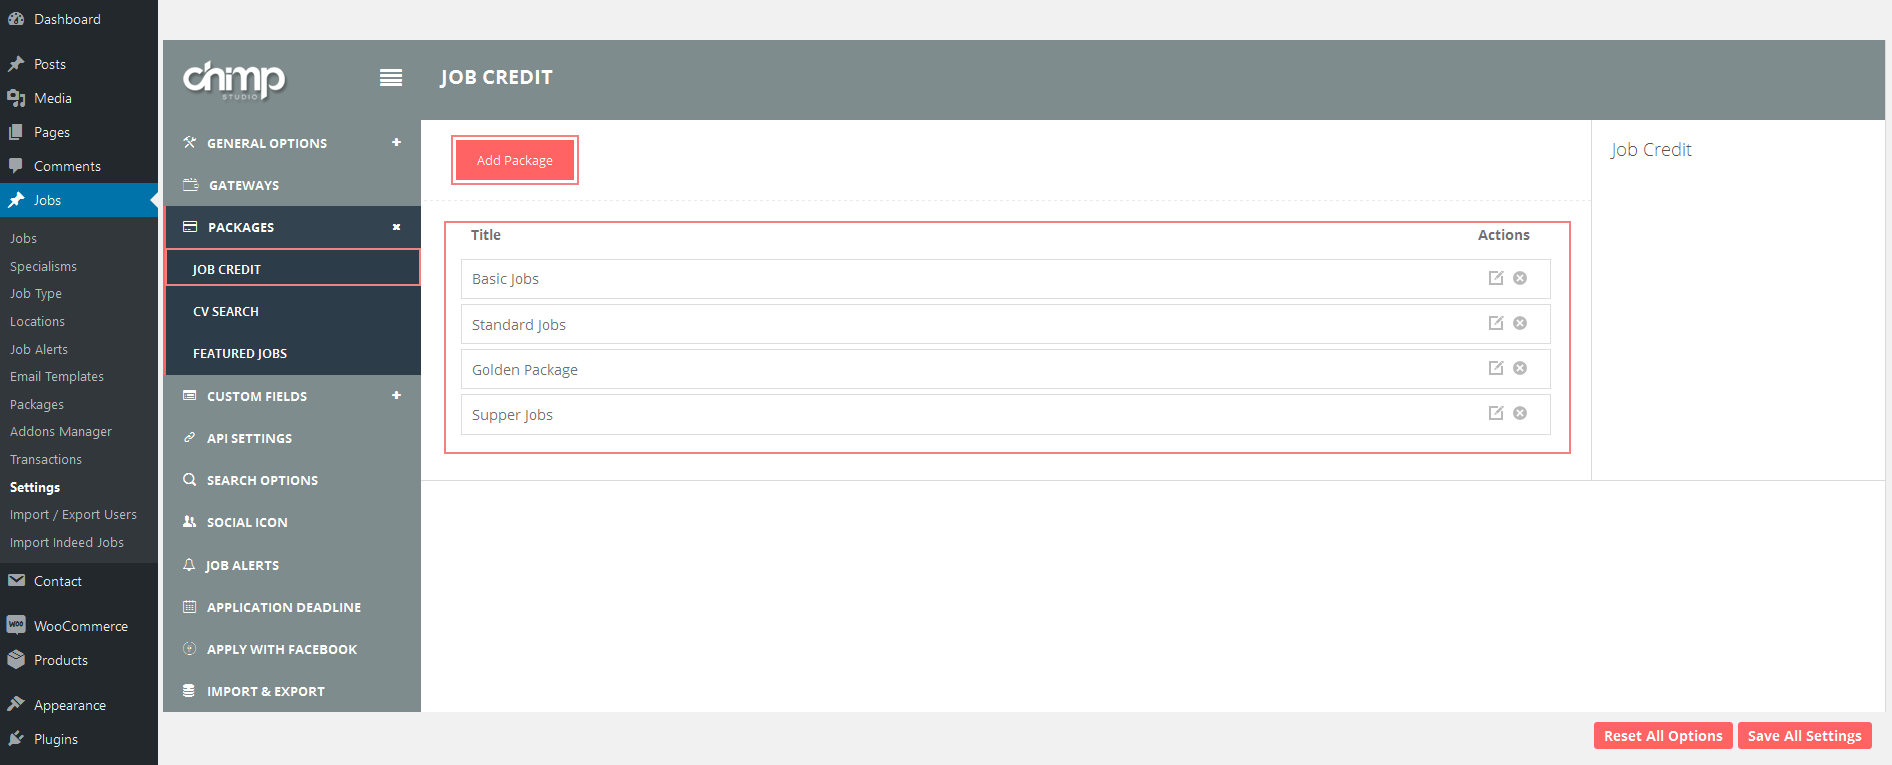 Dashboard
Posts
Media
Pages
Comments
Jobs
Jobs
Specialisms
Job Type
Locations
Job Alerts
Email Templates
Packages
Addons Manager
Transactions
Settings
Import / Export Users
Import Indeed Jobs
Contact
WOO
WooCommerce
Products
Appearance
Plugins
chimp
STUDIO
GENERAL OPTIONS
GATEWAYS
PACKAGES
JOB CREDIT
CV SEARCH
FEATURED JOBS
CUSTOM FIELDS
API SETTINGS
SEARCH OPTIONS
SOCIAL ICON
JOB ALERTS
APPLICATION DEADLINE
APPLY WITH FACEBOOK
IMPORT & EXPORT
JOB CREDIT
Add Package
Title Actions
Basic Jobs
Standard Jobs
Golden Package
Supper Jobs
Job Credit
Reset All Options Save All Settings